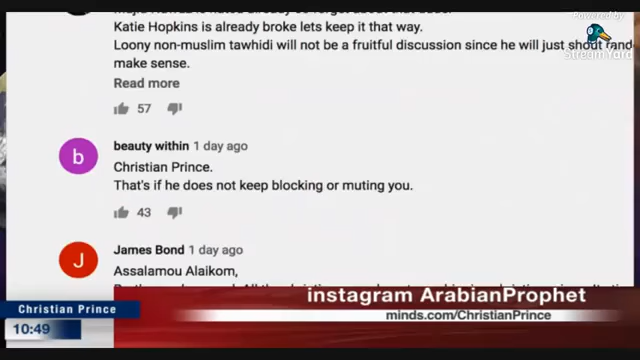 Powered by
Katie Hopkins is already broke lets keep it that way.
StreamYard
Loony non-muslim tawhidi will not be a fruitful discussion since he will just shout
make sense.
Read more
57
b
beauty within 1 day ago
Christian Prince.
That's if he does not keep blocking or muting you.
43
J
James Bond 1 day ago
Assalamou Alaikom,
instagram ArabianProphet
Christian Prince
minds.com/ChristianPrince
10:49